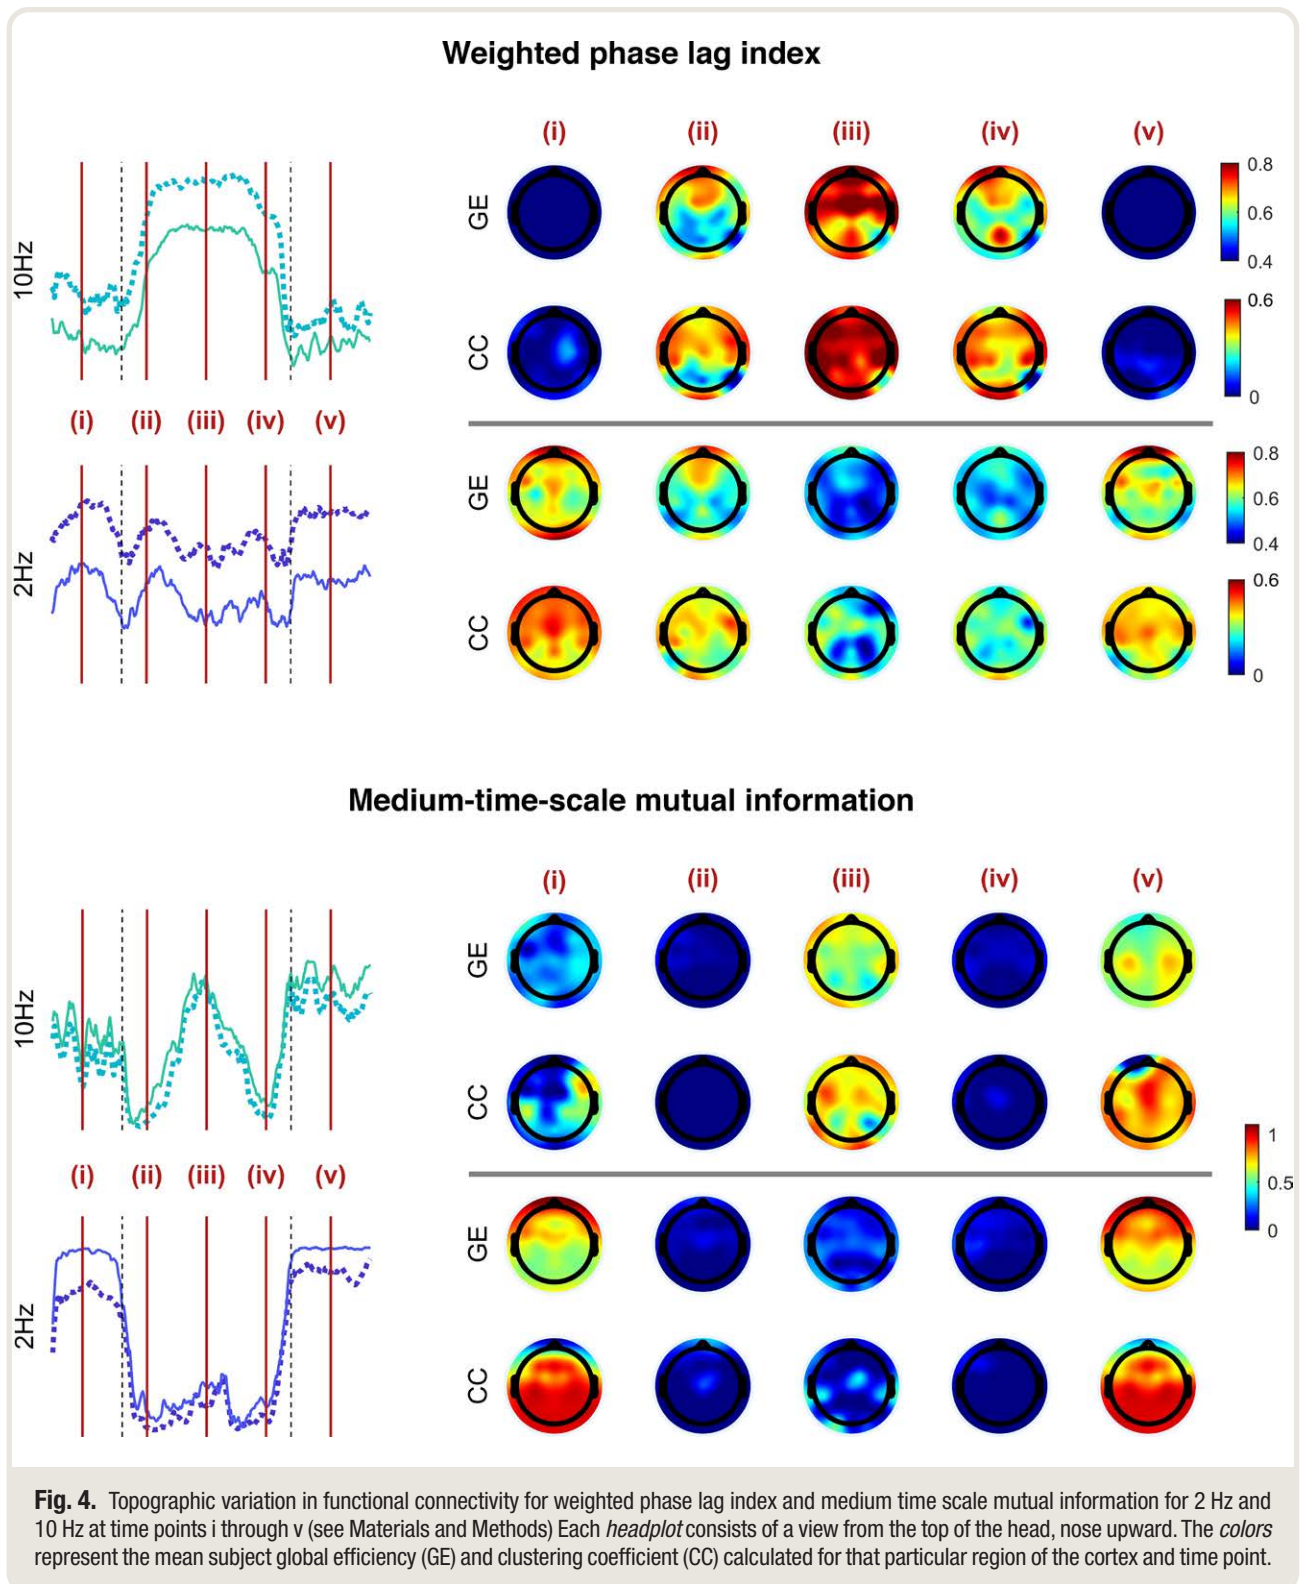 Weighted phase lag index
(i) (ii) (iii) (iv) (v)
10Hz
GE
0.8
0.6
0.4
CC
0.6
0
(i) (ii) (iii) (iv) (v)
2Hz
GE
0.8
0.6
0.4
CC
0.6
0
Medium-time-scale mutual information
(i) (ii) (iii) (iv) (v)
10Hz
GE
CC
1
0.5
0
(i) (ii) (iii) (iv) (v)
2Hz
GE
CC
Fig. 4. Topographic variation in functional connectivity for weighted phase lag index and medium time scale mutual information for 2 Hz and
10 Hz at time points i through v (see Materials and Methods) Each headplot consists of a view from the top of the head, nose upward. The colors
represent the mean subject global efficiency (GE) and clustering coefficient (CC) calculated for that particular region of the cortex and time point.